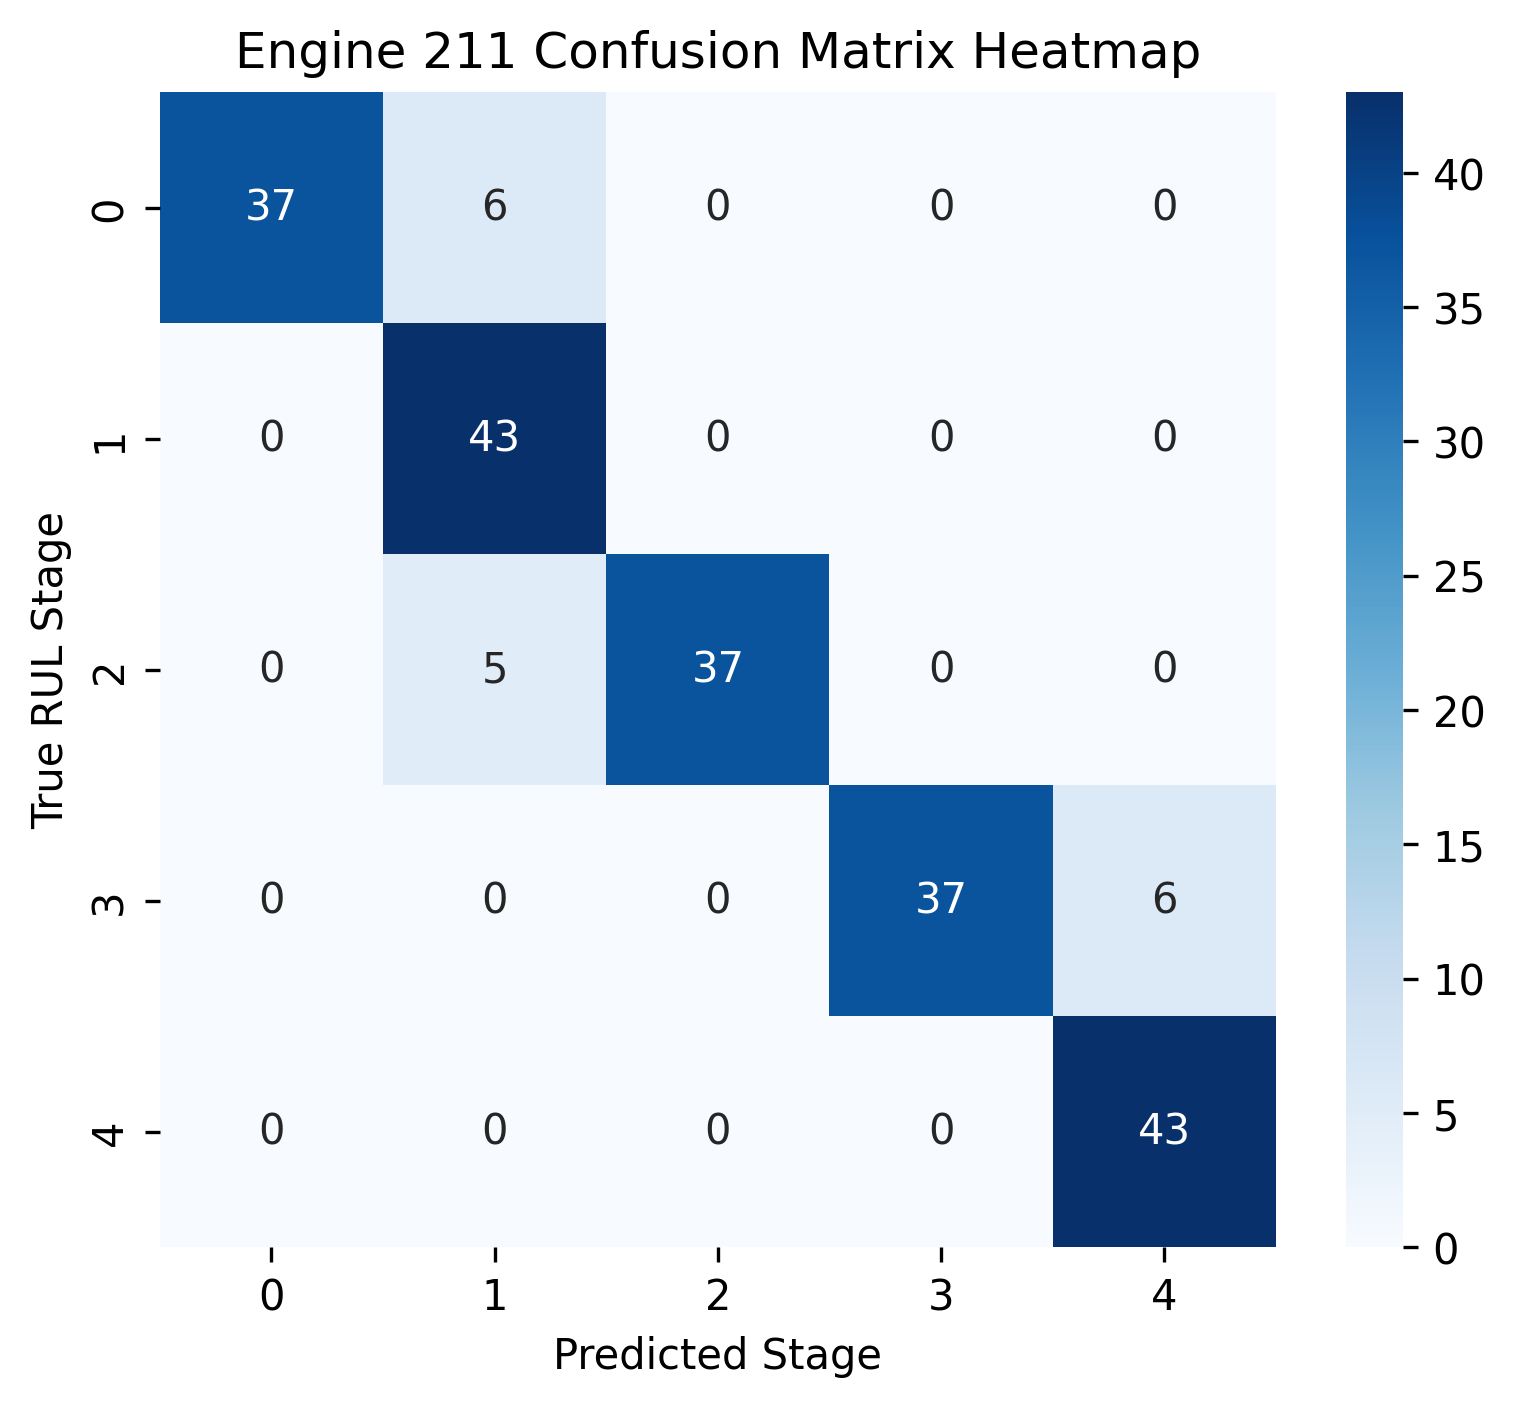 Engine 211 Confusion Matrix Heatmap
True RUL Stage
0 37 6 0 0 0
1 0 43 0 0 0
2 0 5 37 0 0
3 0 0 0 37 6
4 0 0 0 0 43
0 1 2 3 4
Predicted Stage
40
35
30
25
20
15
10
5
0